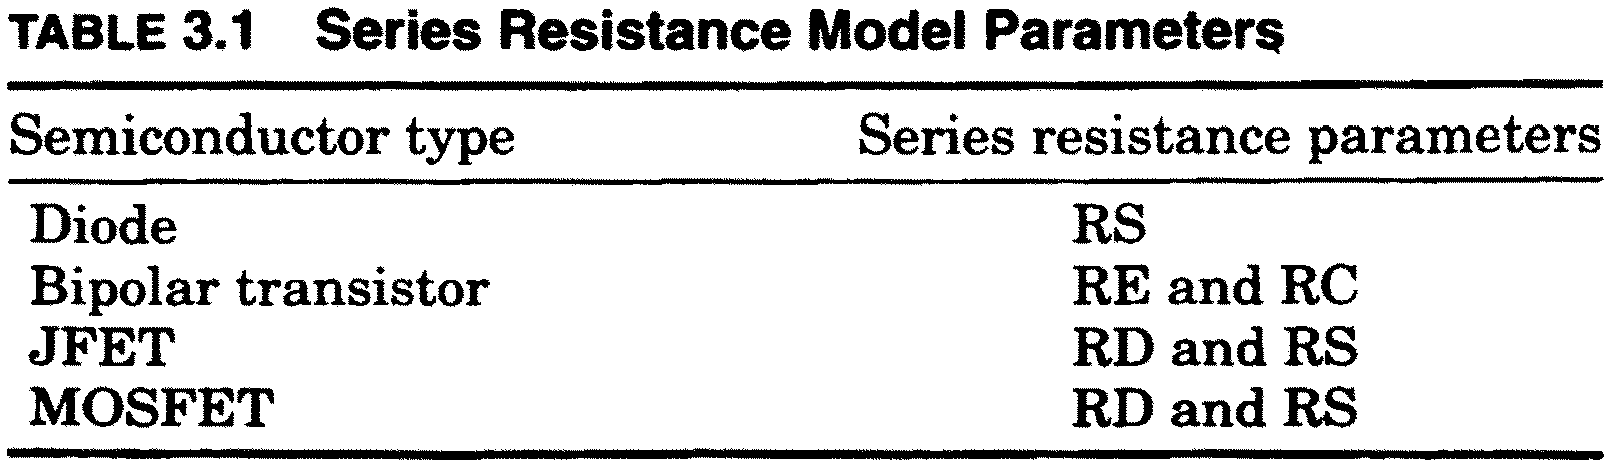 TABLE 3.1 Series Resistance Model Parameters
Semiconductor type Series resistance parameters
Diode RS
Bipolar transistor RE and RC
JFET RD and RS
MOSFET RD and RS